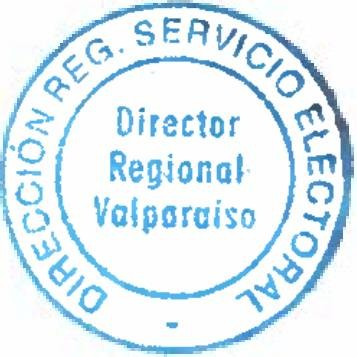 DIRECCIÓN REG. SERVICIO ELECTORAL
Director
Regional
Valparaiso
-